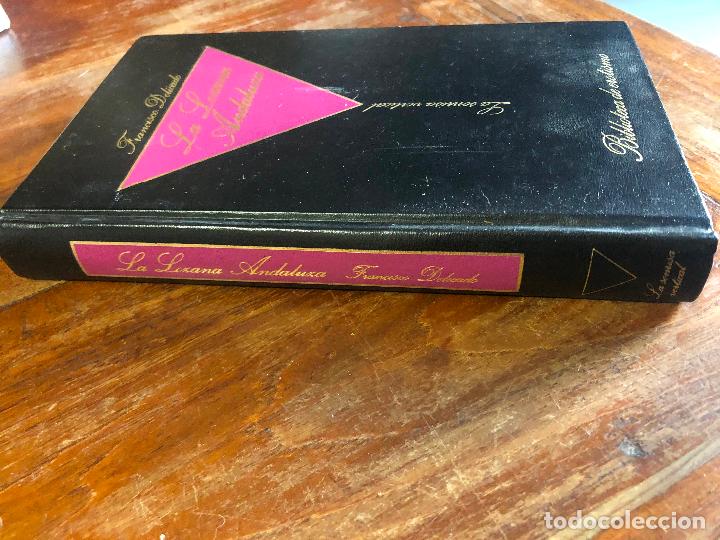 Francisco Delicado
La Lozana
Andaluza
La sonrisa vertical
Biblioteca de erotismo
La Lozana Andaluza Francisco Delicado
La sonrisa
vertical
todocoleccion.net